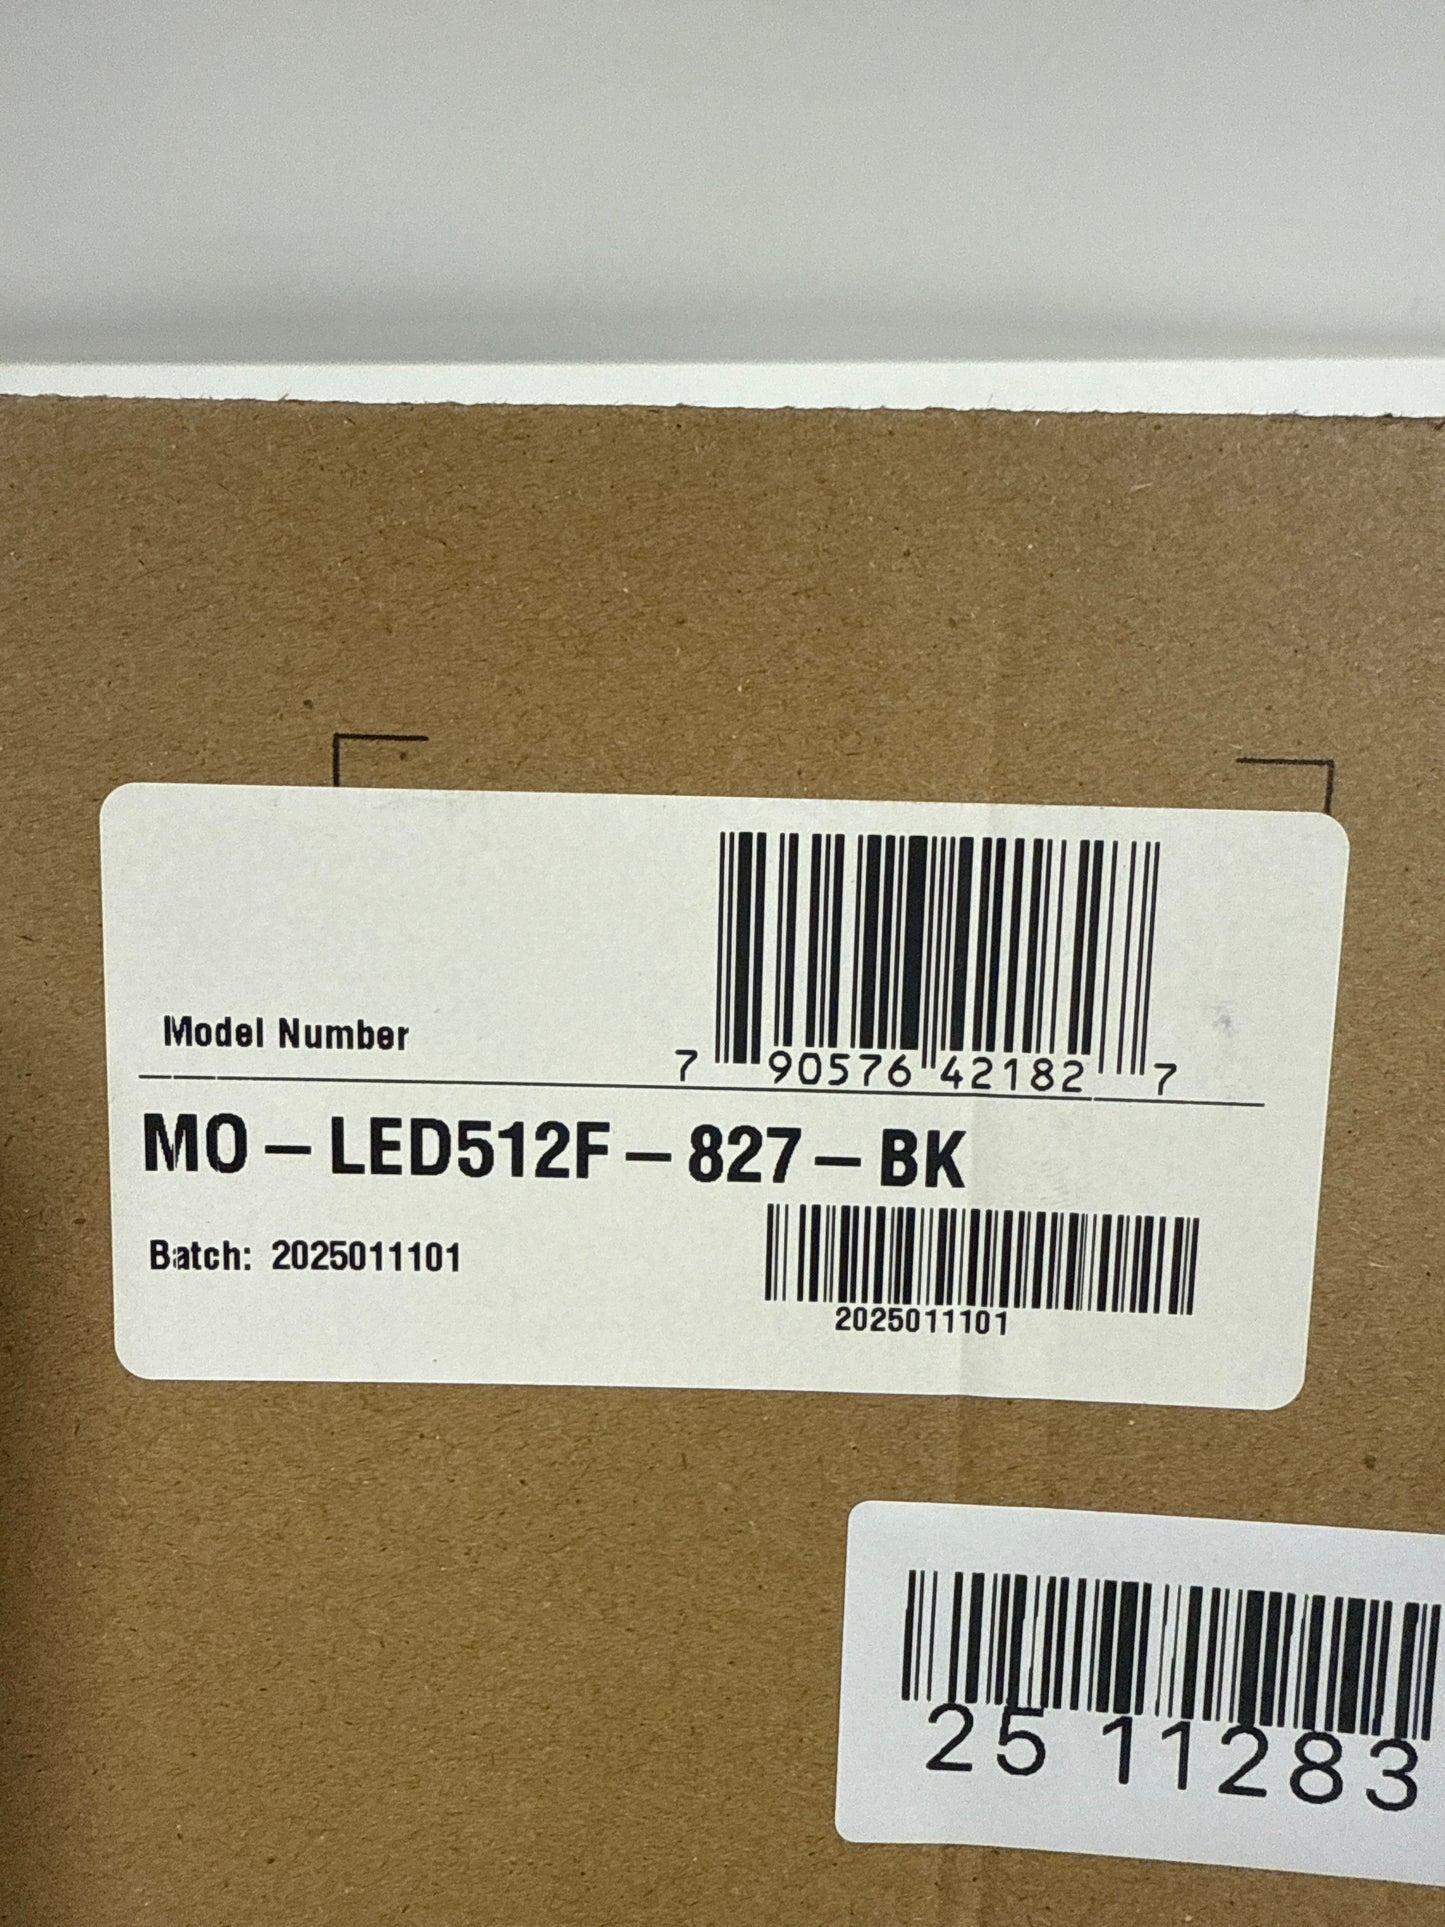 Model Number
7 90576 42182 7
MO-LED512F-827-BK
Batch: 2025011101
2025011101
25 11283